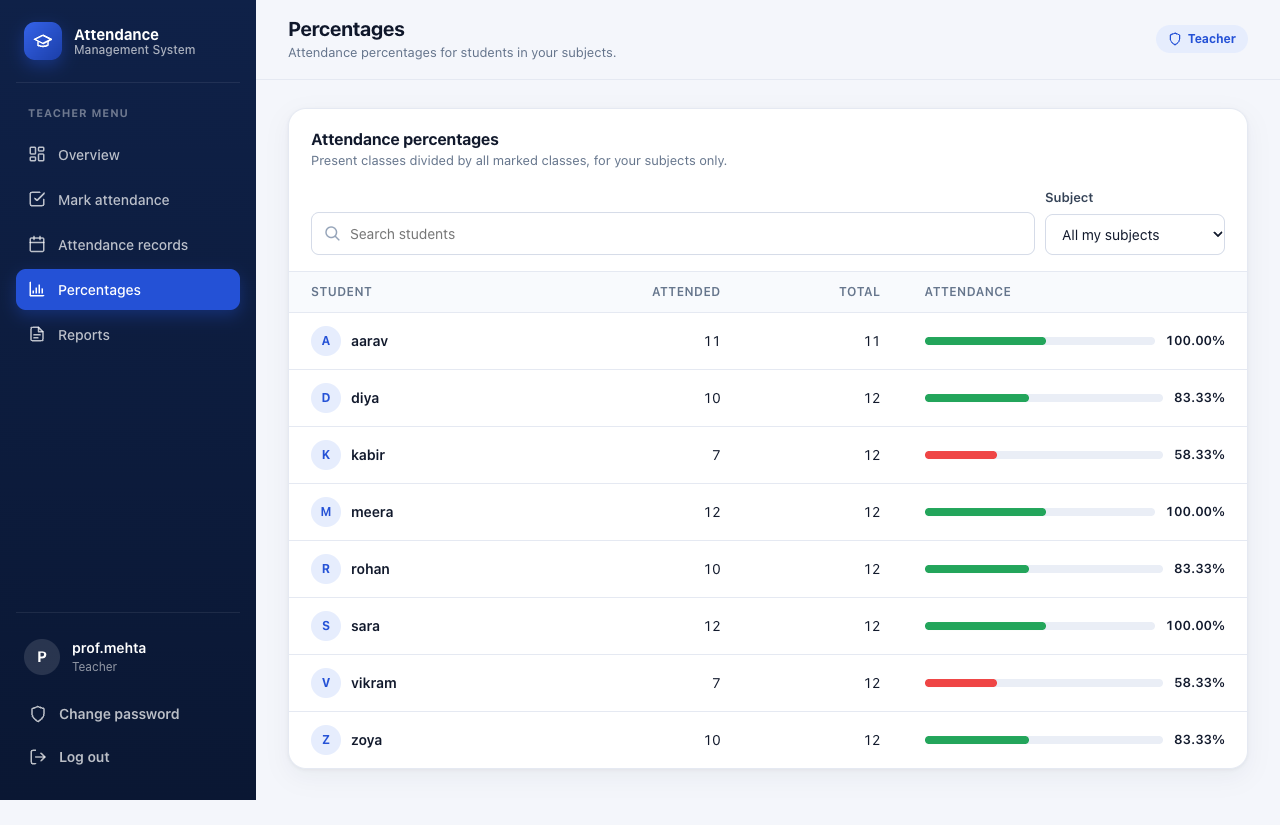 Attendance
Management System
TEACHER MENU
Overview
Mark attendance
Attendance records
Percentages
Reports
P
prof.mehta
Teacher
Change password
Log out
Percentages
Attendance percentages for students in your subjects.
Teacher
Attendance percentages
Present classes divided by all marked classes, for your subjects only.
Subject
Search students
All my subjects
STUDENT ATTENDED TOTAL ATTENDANCE
A aarav 11 11 100.00%
D diya 10 12 83.33%
K kabir 7 12 58.33%
M meera 12 12 100.00%
R rohan 10 12 83.33%
S sara 12 12 100.00%
V vikram 7 12 58.33%
Z zoya 10 12 83.33%